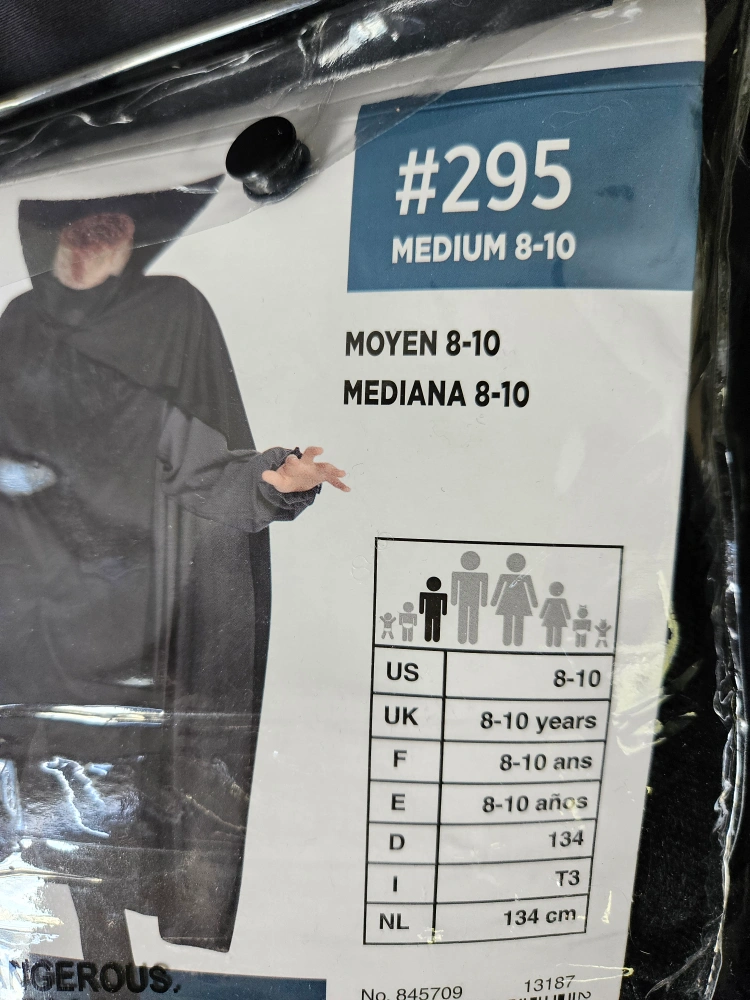 #295
MEDIUM 8-10
MOYEN 8-10
MEDIANA 8-10
US 8-10
UK 8-10 years
F 8-10 ans
E 8-10 años
D 134
I T3
NL 134 cm
NGEROUS.
No. 845709 13187